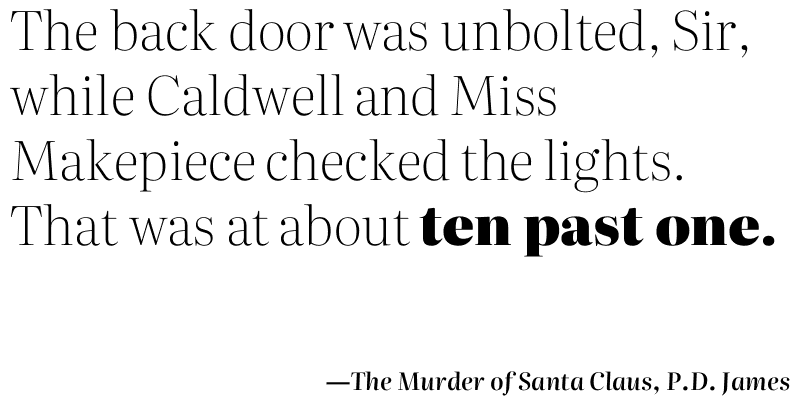 The back door was unbolted, Sir,
while Caldwell and Miss
Makepiece checked the lights.
That was at about ten past one.
—The Murder of Santa Claus, P.D. James